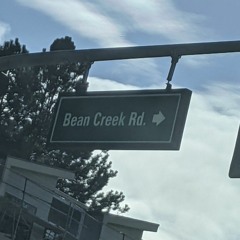 Bean Creek Rd. →